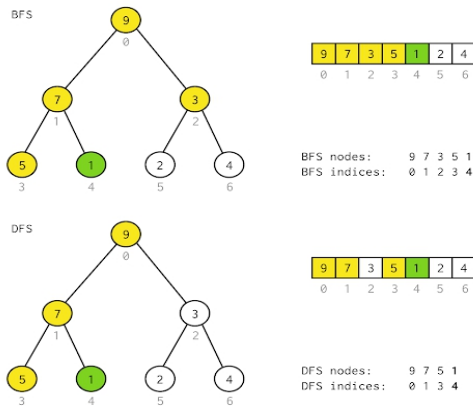 BFS
9
0
9 7 3 5 1 2 4
0 1 2 3 4 5 6
7 3
1 2
5 1 2 4
3 4 5 6
BFS nodes: 9 7 3 5 1
BFS indices: 0 1 2 3 4
DFS
9
0
9 7 3 5 1 2 4
0 1 2 3 4 5 6
7 3
1 2
5 1 2 4
3 4 5 6
DFS nodes: 9 7 5 1
DFS indices: 0 1 3 4